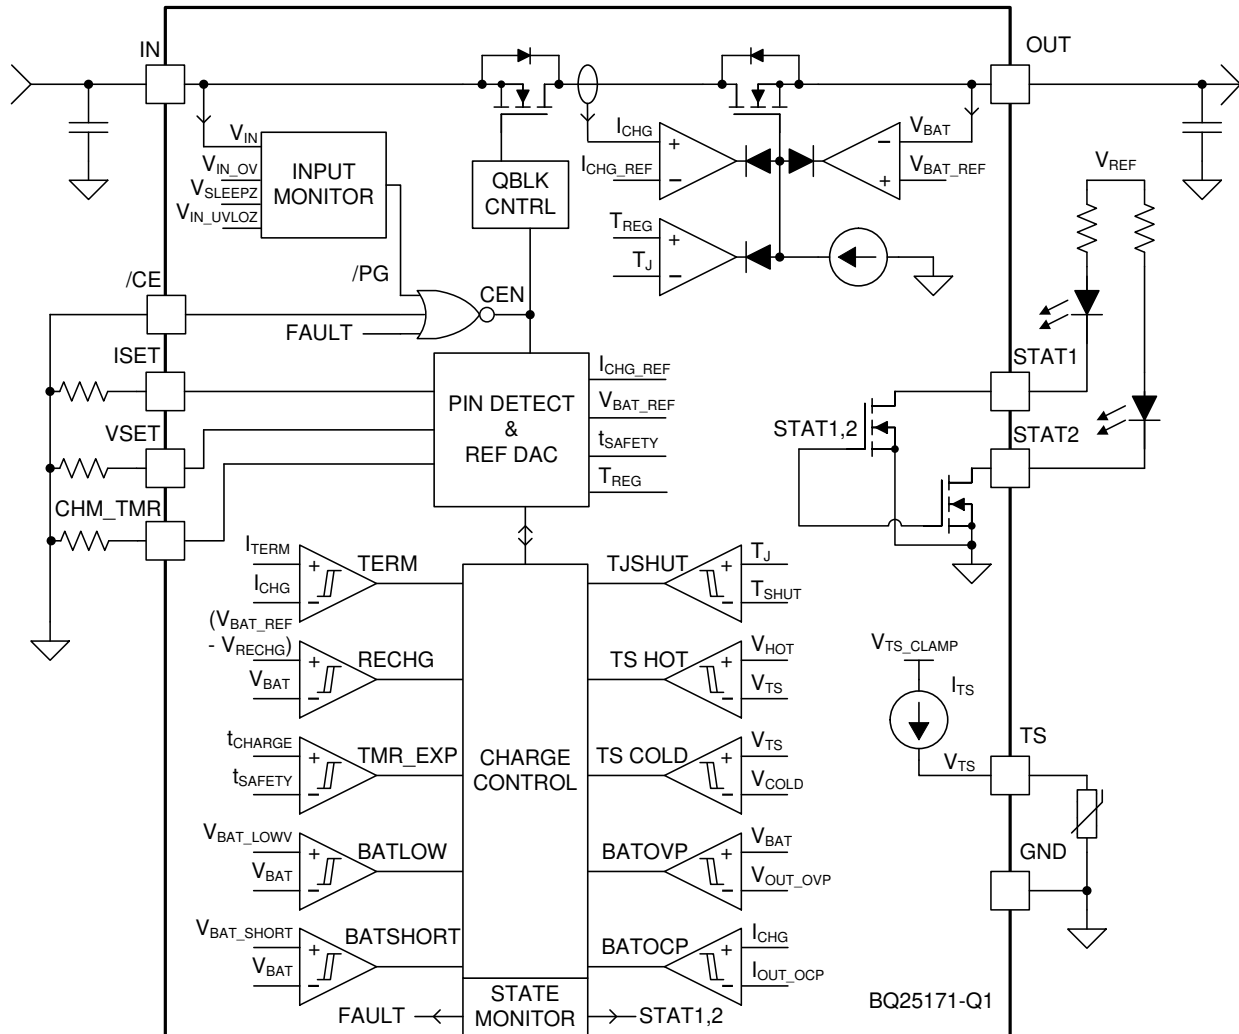 IN
OUT
V_IN
V_IN_OV
V_SLEEPZ
V_IN_UVLOZ
INPUT
MONITOR
QBLK
CNTRL
I_CHG
I_CHG_REF
V_BAT
V_BAT_REF
V_REF
T_REG
T_J
/PG
/CE
CEN
FAULT
ISET
VSET
CHM_TMR
PIN DETECT
&
REF DAC
I_CHG_REF
V_BAT_REF
t_SAFETY
T_REG
STAT1
STAT1,2
STAT2
I_TERM
I_CHG
TERM
(V_BAT_REF
- V_RECHG)
V_BAT
RECHG
t_CHARGE
t_SAFETY
TMR_EXP
V_BAT_LOWV
V_BAT
BATLOW
V_BAT_SHORT
V_BAT
BATSHORT
CHARGE
CONTROL
TJSHUT
T_J
T_SHUT
TS HOT
V_HOT
V_TS
TS COLD
V_TS
V_COLD
BATOVP
V_BAT
V_OUT_OVP
BATOCP
I_CHG
I_OUT_OCP
V_TS_CLAMP
I_TS
V_TS
TS
GND
STATE
MONITOR
FAULT
STAT1,2
BQ25171-Q1